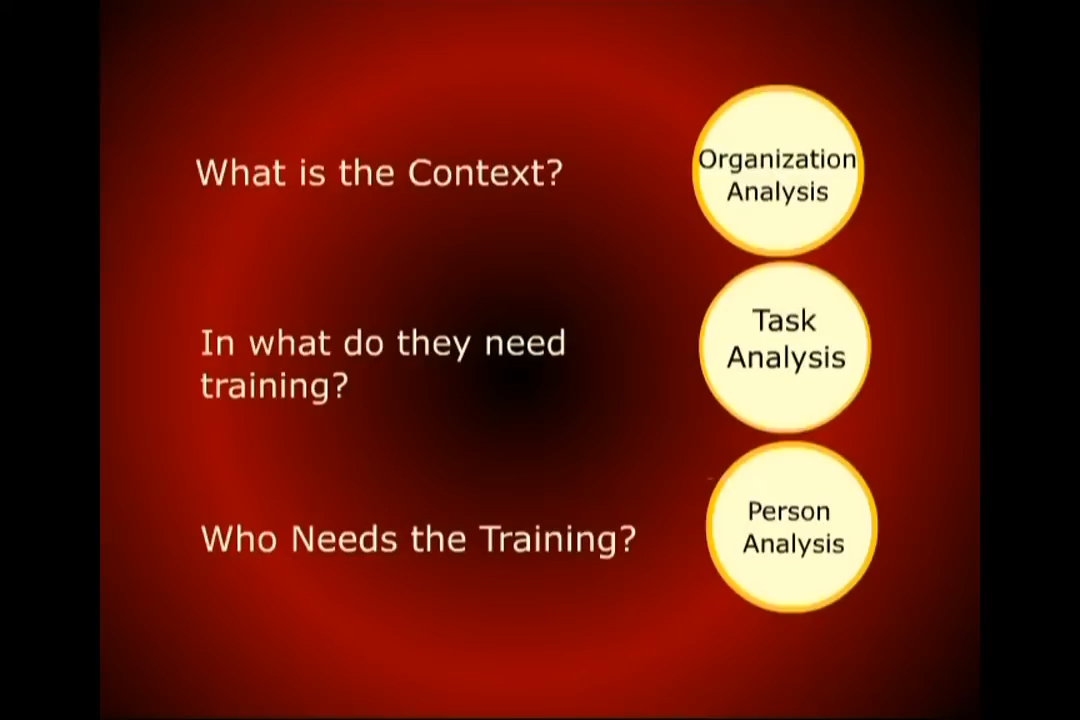 What is the Context?
Organization
Analysis
In what do they need
training?
Task
Analysis
Who Needs the Training?
Person
Analysis